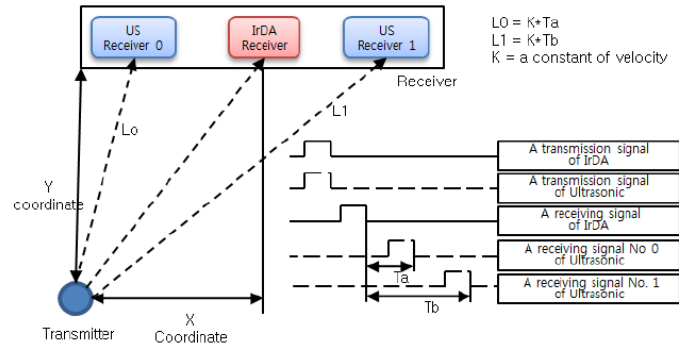 US
Receiver 0
IrDA
Receiver
US
Receiver 1
Receiver
L0 = K*Ta
L1 = K*Tb
K = a constant of velocity
Lo
L1
Y
coordinate
X
Coordinate
Transmitter
A transmission signal
of IrDA
A transmission signal
of Ultrasonic
A receiving signal
of IrDA
A receiving signal No 0
of Ultrasonic
A receiving signal No. 1
of Ultrasonic
Ta
Tb